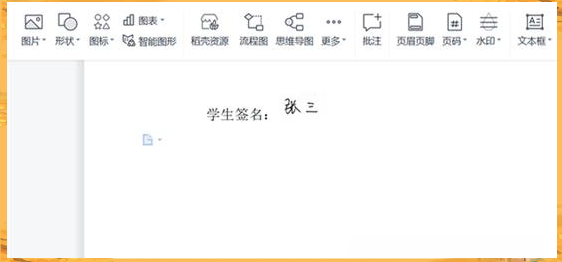 图片 形状 图标 图表 智能图形 稻壳资源 流程图 思维导图 更多 批注 页眉页脚 页码 水印 文本框
学生签名： 张三